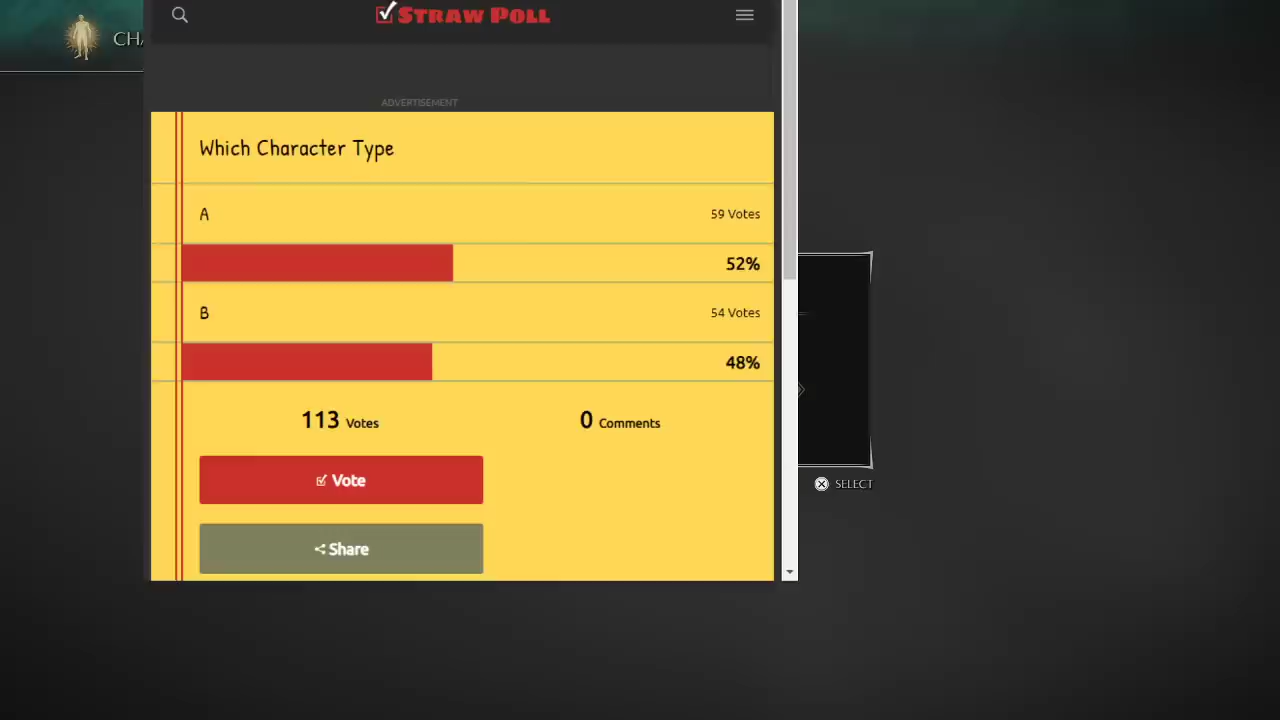 STRAW POLL
CHA
ADVERTISEMENT
Which Character Type
A
59 Votes
52%
B
54 Votes
48%
113 Votes
0 Comments
Vote
Share
SELECT